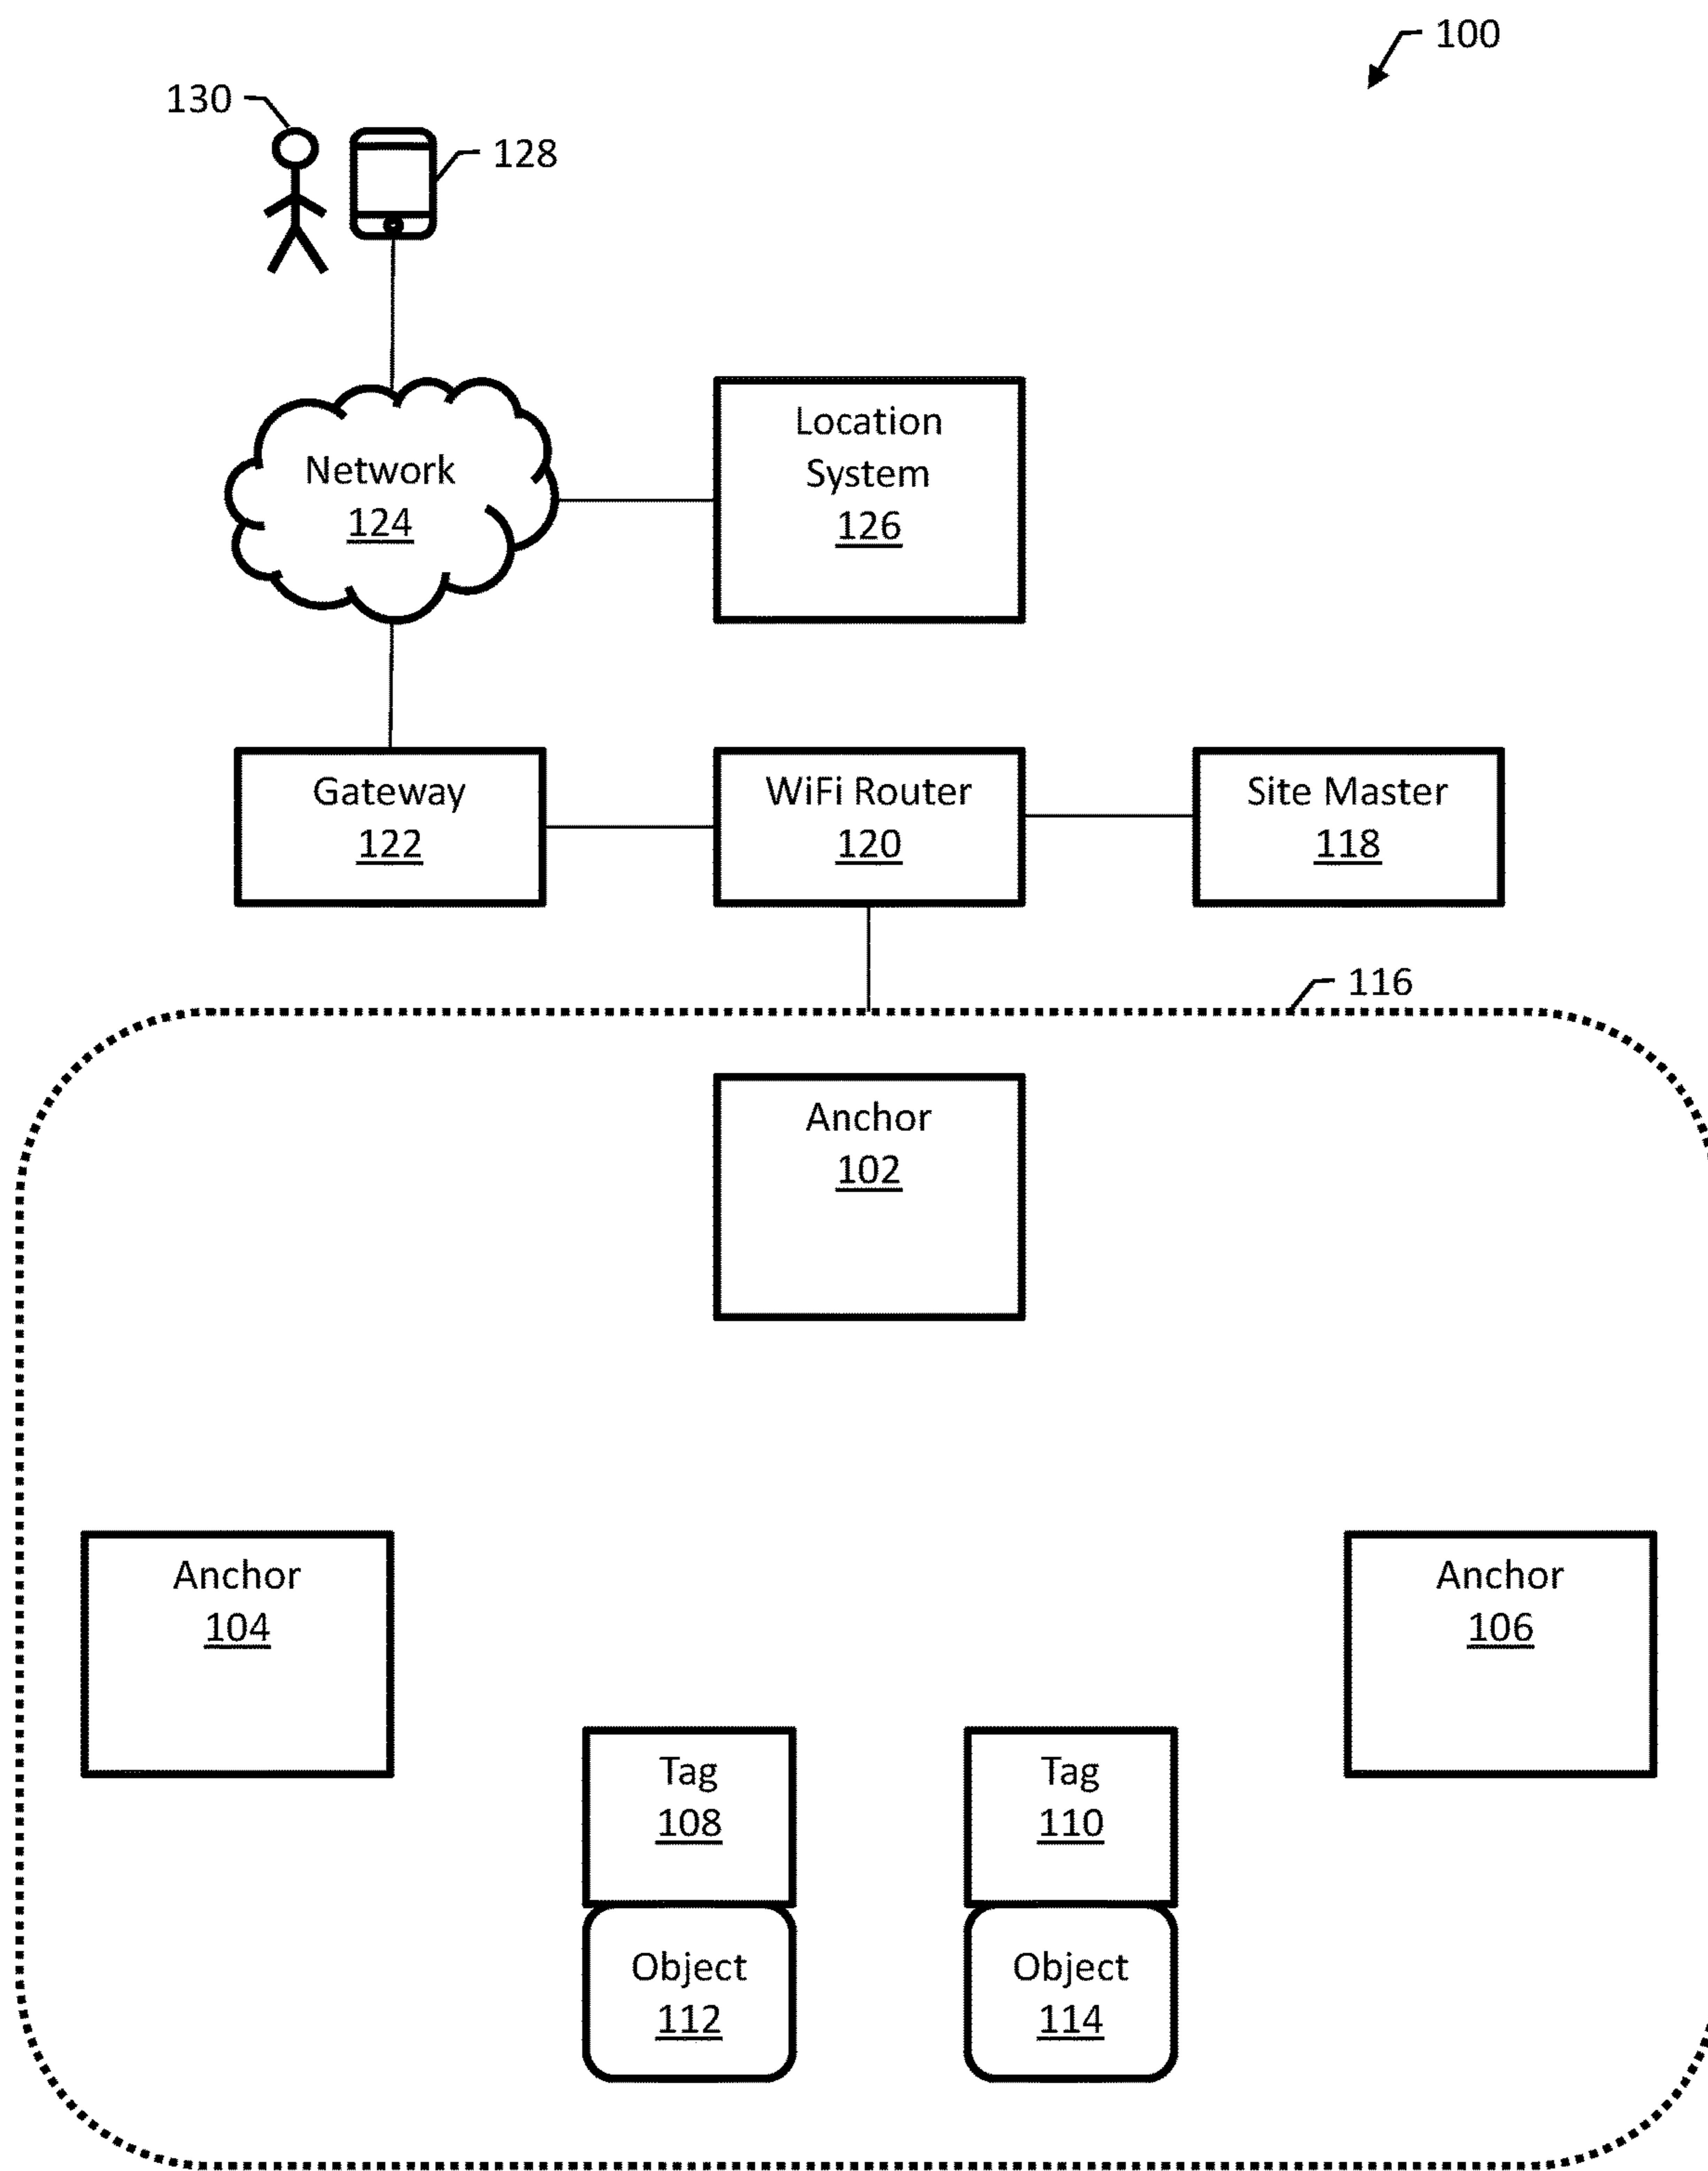 100
130
128
Location
System
126
Network
124
Gateway
122
WiFi Router
120
Site Master
118
116
Anchor
102
Anchor
104
Anchor
106
Tag
108
Tag
110
Object
112
Object
114